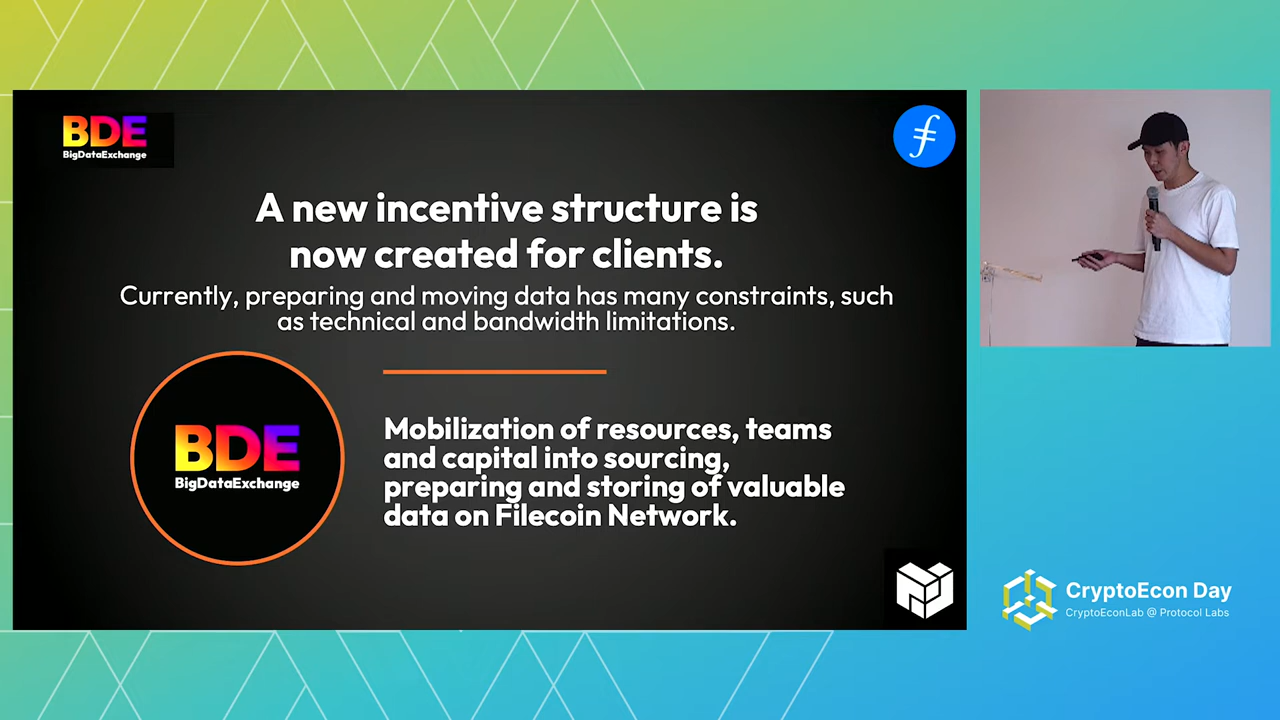 BDE
BigDataExchange
A new incentive structure is
now created for clients.
Currently, preparing and moving data has many constraints, such
as technical and bandwidth limitations.
BDE
BigDataExchange
Mobilization of resources, teams
and capital into sourcing,
preparing and storing of valuable
data on Filecoin Network.
CryptoEcon Day
CryptoEconLab @ Protocol Labs